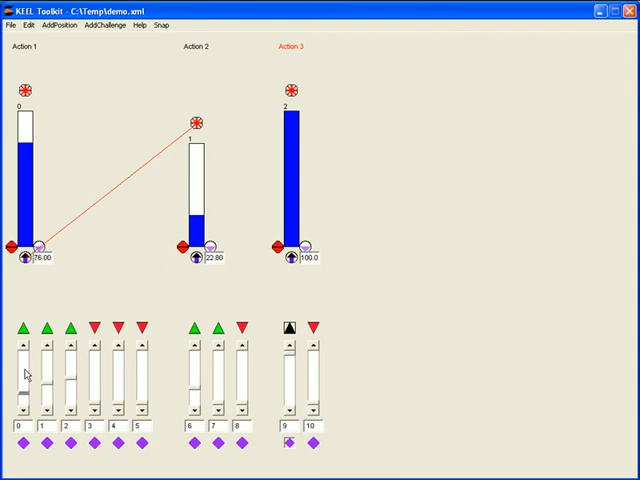 KEEL Toolkit - C:\Temp\demo.xml
File Edit AddPosition AddChallenge Help Snap
Action 1 Action 2 Action 3
0 2
1
76.00 22.80 100.0
0 1 2 3 4 5 6 7 8 9 10